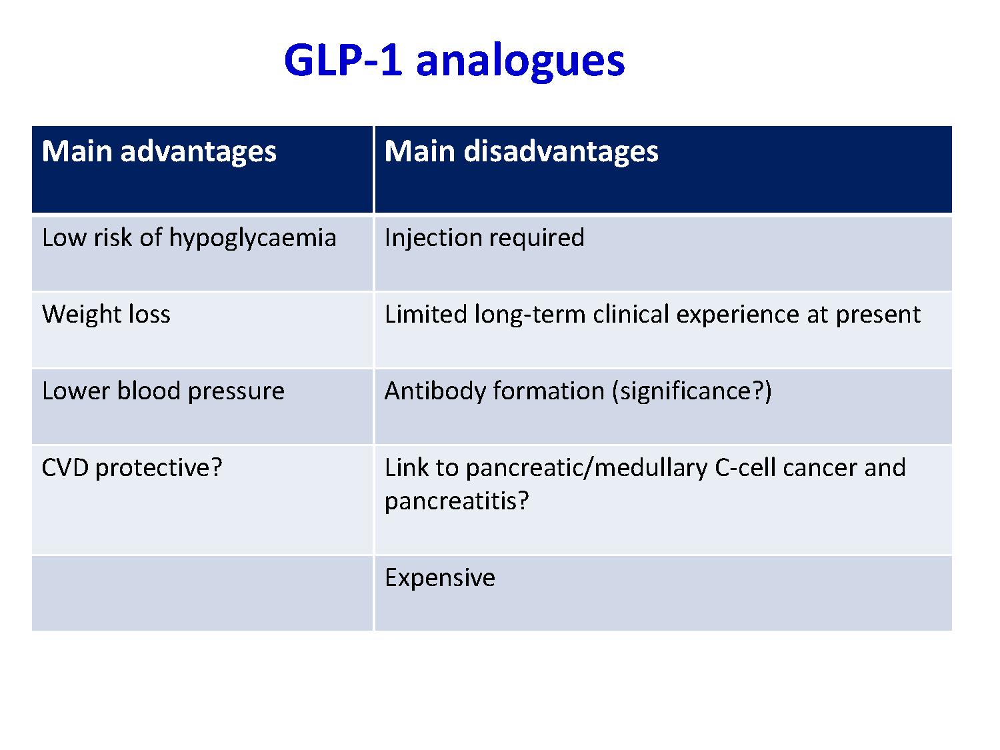 GLP-1 analogues
Main advantages
Main disadvantages
Low risk of hypoglycaemia
Injection required
Weight loss
Limited long-term clinical experience at present
Lower blood pressure
Antibody formation (significance?)
CVD protective?
Link to pancreatic/medullary C-cell cancer and
pancreatitis?
Expensive